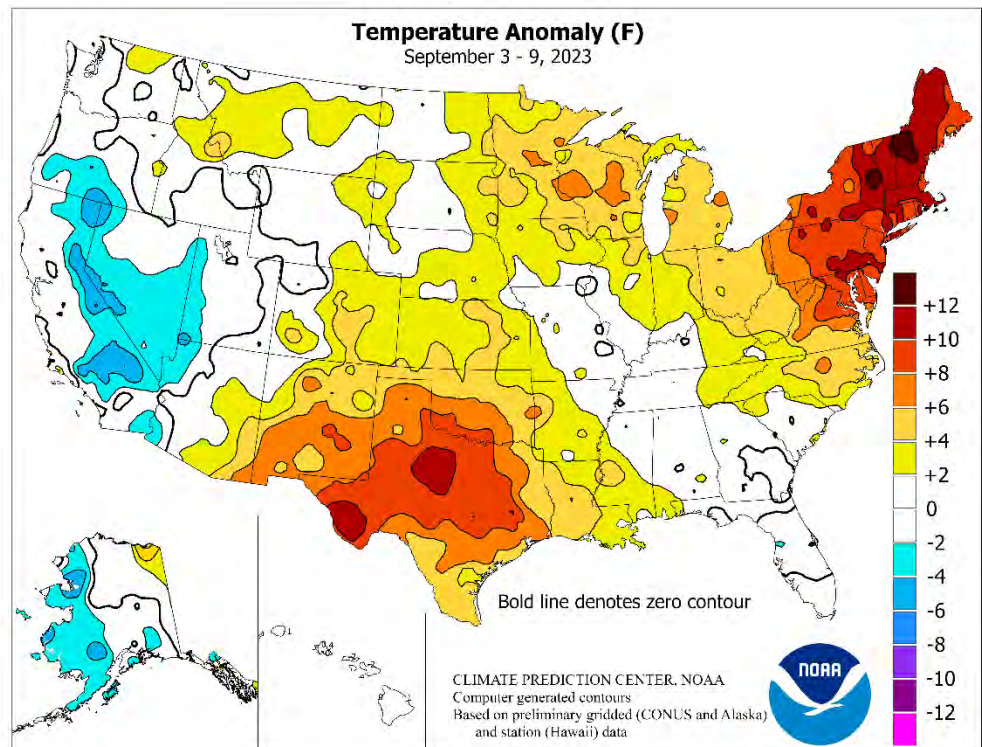 Temperature Anomaly (F)
September 3 - 9, 2023
+12
+10
+8
+6
+4
+2
0
-2
-4
-6
-8
-10
-12
Bold line denotes zero contour
CLIMATE PREDICTION CENTER, NOAA
Computer generated contours
Based on preliminary gridded (CONUS and Alaska)
and station (Hawaii) data
NOAA